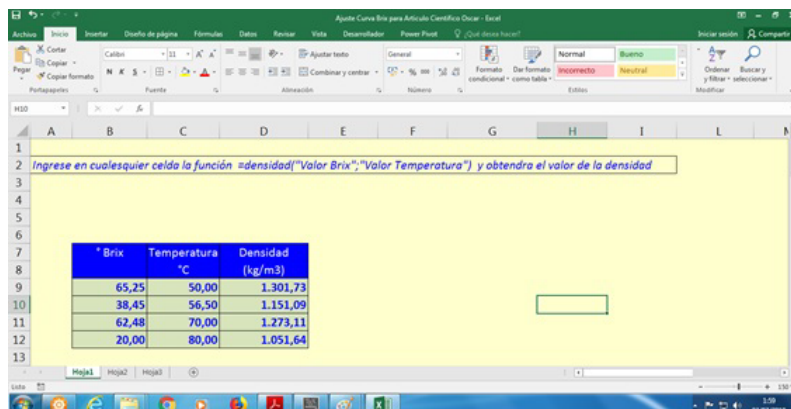 Ajuste Curva Brix para Articulo Científico Oscar - Excel
Archivo Inicio Insertar Diseño de página Fórmulas Datos Revisar Vista Desarrollador Power Pivot ¿Qué desea hacer? Iniciar sesión Compartir
Cortar
Copiar
Copiar formato
Pegar
Portapapeles
Calibri 11
N K S
Fuente
Ajustar texto
Combinar y centrar
Alineación
General
Número
Formato condicional
Dar formato como tabla
Normal Bueno
Incorrecto Neutral
Estilos
Ordenar y filtrar
Buscar y seleccionar
Modificar
H10
A B C D E F G H I L
1
2 Ingrese en cualesquier celda la función =densidad("Valor Brix";"Valor Temperatura") y obtendra el valor de la densidad
3
4
5
6
7 ° Brix Temperatura Densidad
8 °C (kg/m3)
9 65,25 50,00 1.301,73
10 38,45 56,50 1.151,09
11 62,48 70,00 1.273,11
12 20,00 80,00 1.051,64
13
Hoja1 Hoja2 Hoja3
Listo
1:59